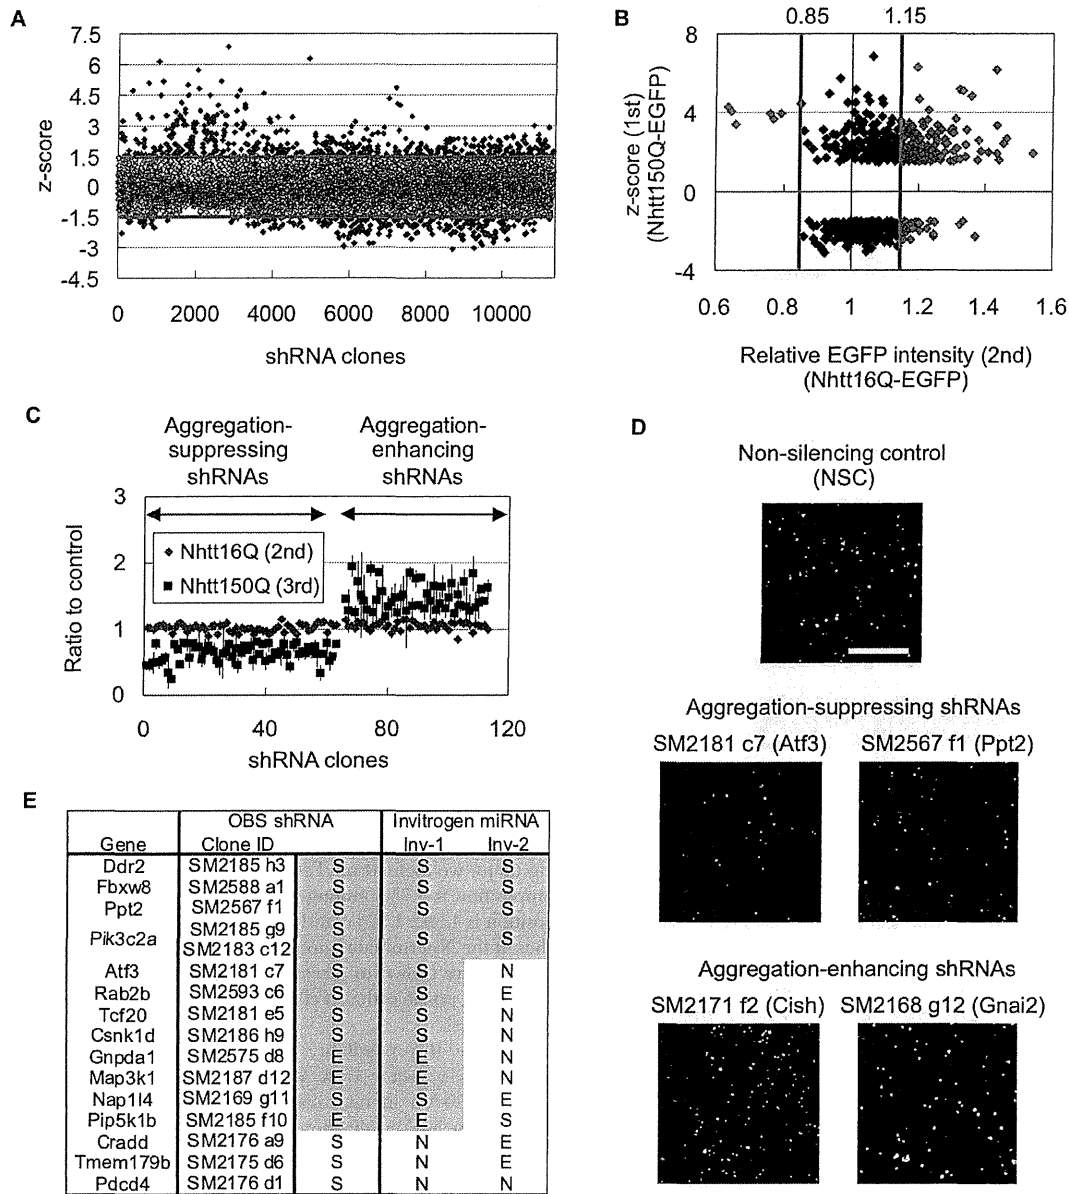 A
7.5
6
4.5
3
1.5
0
-1.5
-3
-4.5
z-score
0 2000 4000 6000 8000 10000
shRNA clones
B
0.85 1.15
8
4
0
-4
z-score (1st)
(Nhtt150Q-EGFP)
0.6 0.8 1 1.2 1.4 1.6
Relative EGFP intensity (2nd)
(Nhtt16Q-EGFP)
C
Aggregation-
suppressing
shRNAs
Aggregation-
enhancing
shRNAs
3
2
1
0
Ratio to control
Nhtt16Q (2nd)
Nhtt150Q (3rd)
0 40 80 120
shRNA clones
D
Non-silencing control
(NSC)
Aggregation-suppressing shRNAs
SM2181 c7 (Atf3) SM2567 f1 (Ppt2)
Aggregation-enhancing shRNAs
SM2171 f2 (Cish) SM2168 g12 (Gnai2)
E
OBS shRNA Invitrogen miRNA
Gene Clone ID Inv-1 Inv-2
Ddr2 SM2185 h3 S S S
Fbxw8 SM2588 a1 S S S
Ppt2 SM2567 f1 S S S
Pik3c2a SM2185 g9 S S S
SM2183 c12 S
Atf3 SM2181 c7 S S N
Rab2b SM2593 c6 S S E
Tcf20 SM2181 e5 S S N
Csnk1d SM2186 h9 S S N
Gnpda1 SM2575 d8 E E N
Map3k1 SM2187 d12 E E N
Nap1l4 SM2169 g11 S S E
Pip5k1b SM2185 f10 E E S
Cradd SM2176 a9 S N E
Tmem179b SM2175 d6 S N E
Pdcd4 SM2176 d1 S N N